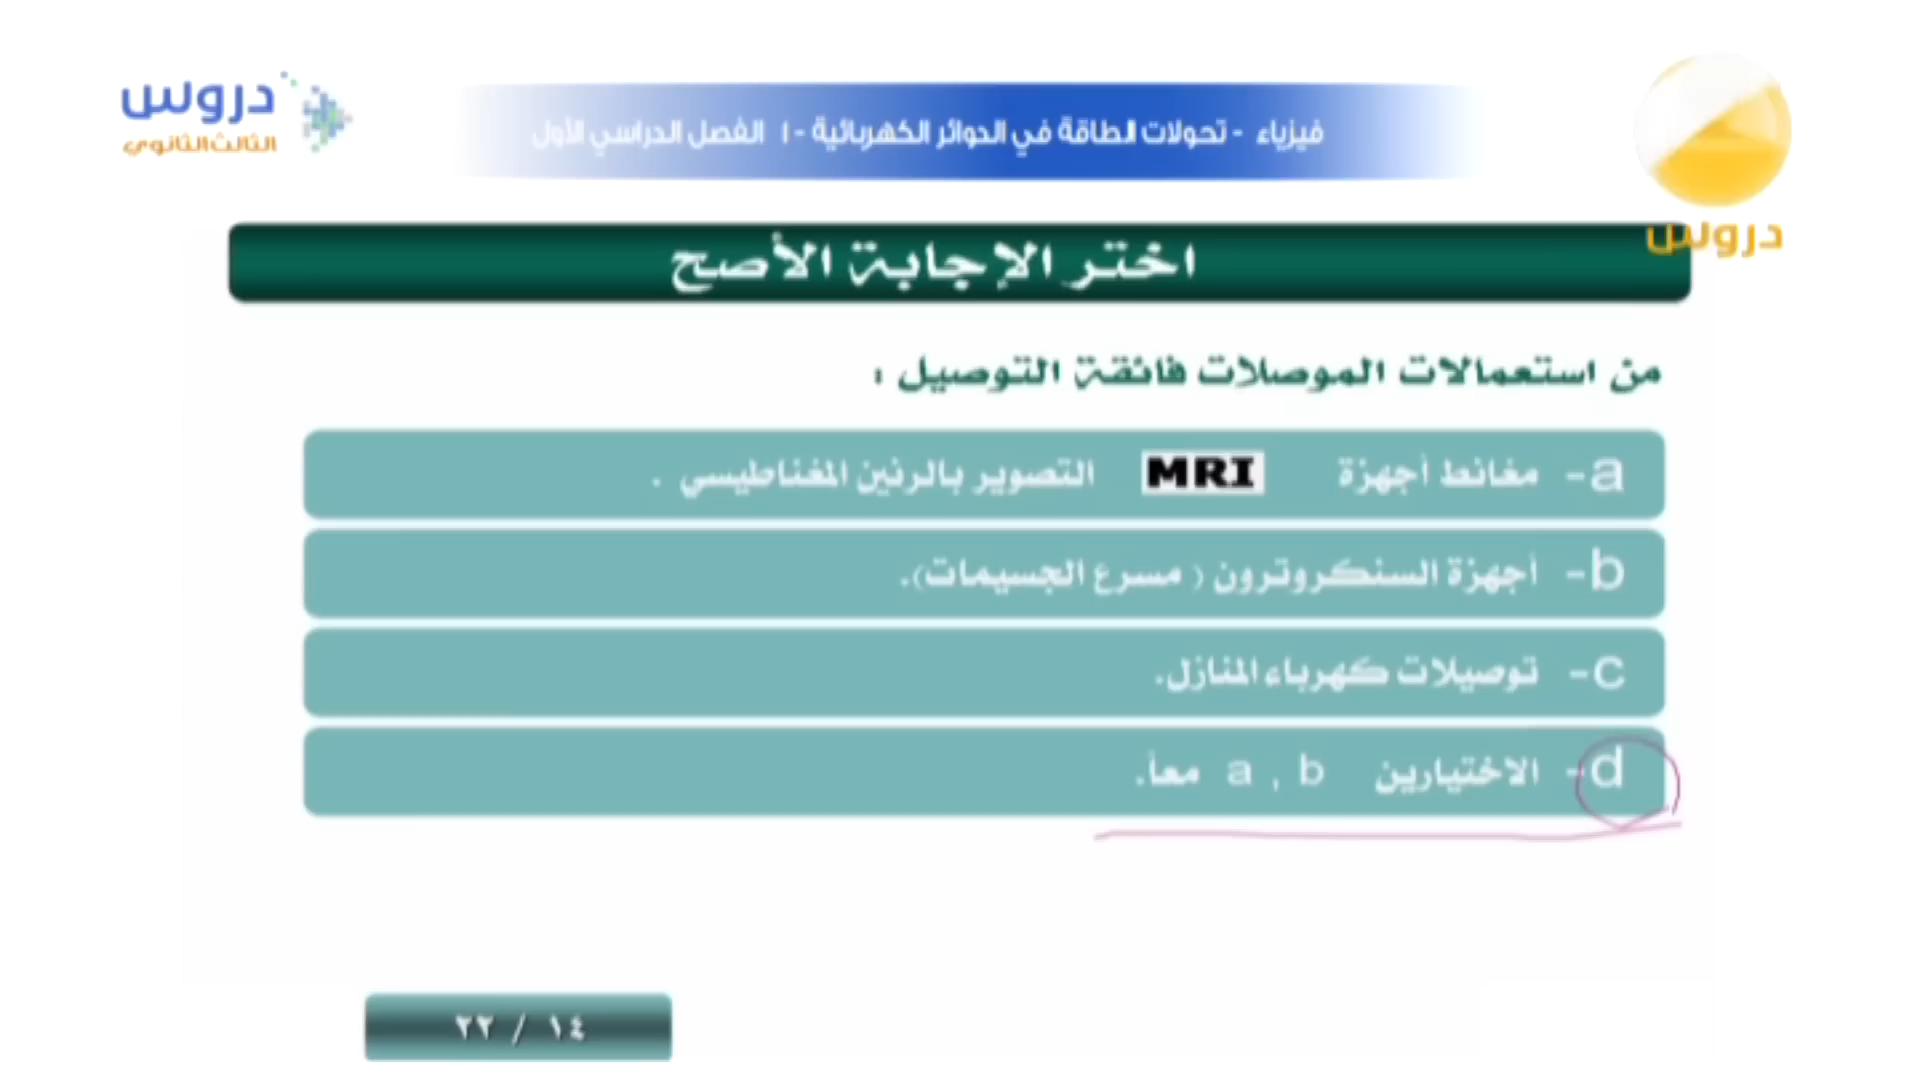 دروس
الثالث الثانوي
فيزياء - تحولات الطاقة في الدوائر الكهربائية - ١ الفصل الدراسي الأول
دروس
اختر الإجابة الأصح
من استعمالات الموصلات فائقة التوصيل :
a- مغانط أجهزة MRI التصوير بالرنين المغناطيسي .
b- أجهزة السنكروترون ( مسرع الجسيمات).
c- توصيلات كهرباء المنازل.
d- الاختيارين a , b معاً.
١٤ / ٢٢